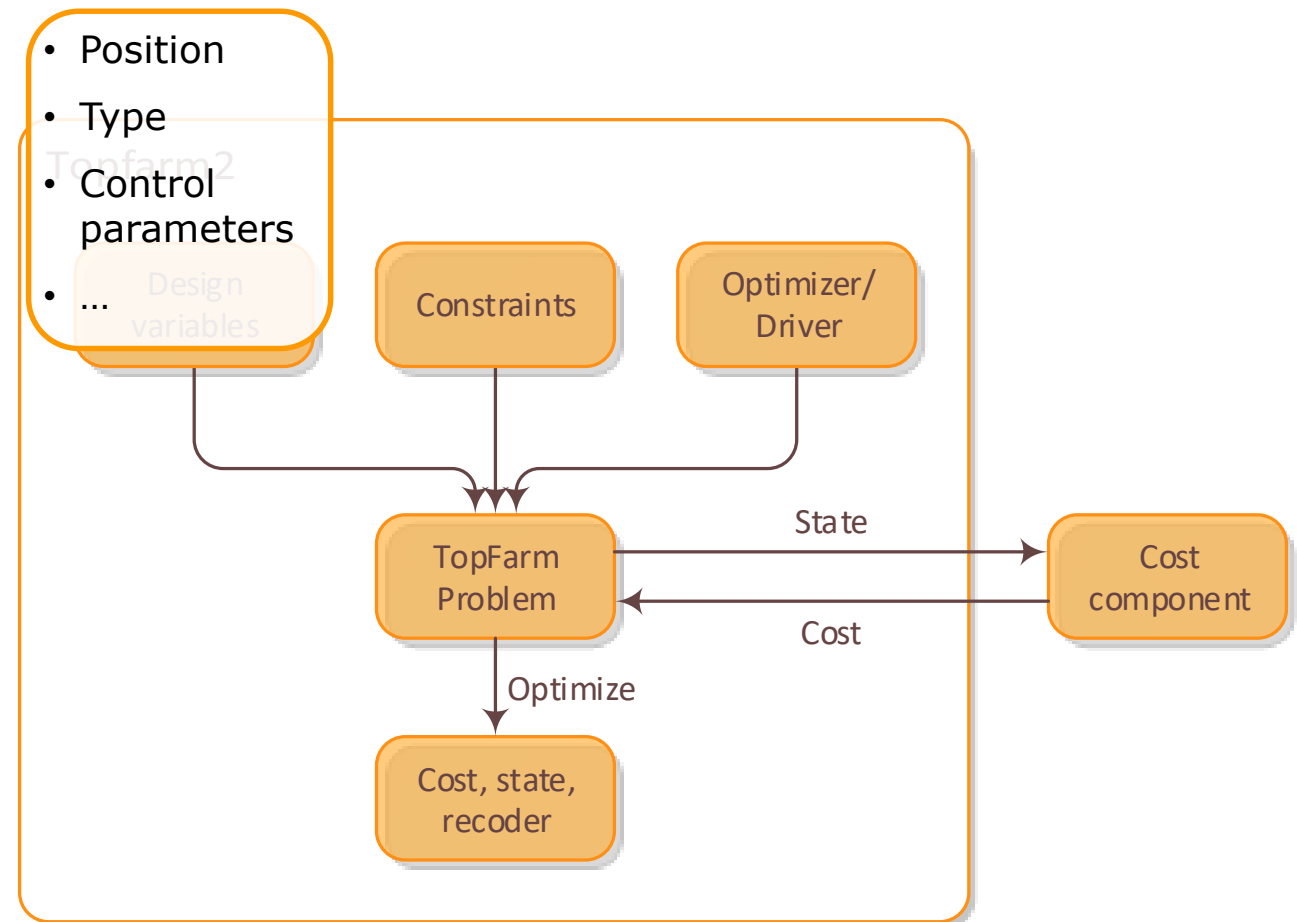 • Position
• Type
Topfarm2
• Control
parameters
• ...
Design
variables
Constraints
Optimizer/
Driver
State
TopFarm
Problem
Cost
component
Cost
Optimize
Cost, state,
recoder